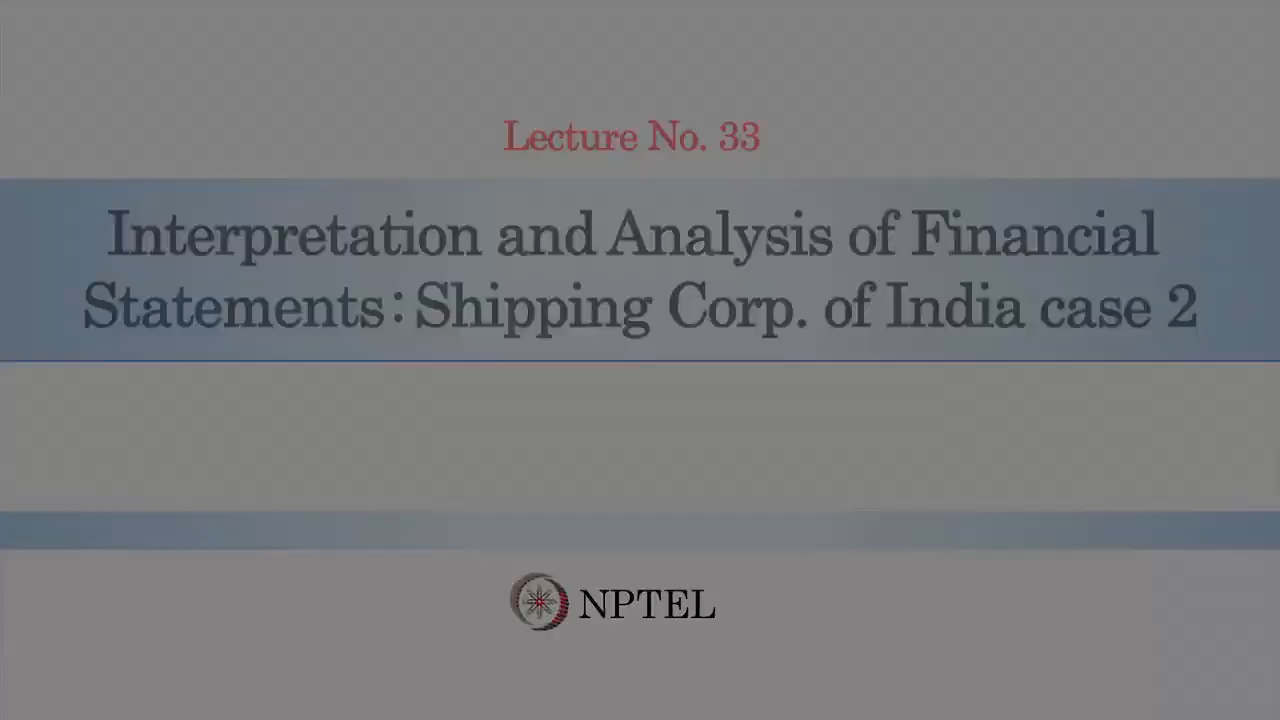 Lecture No. 33
Interpretation and Analysis of Financial
Statements: Shipping Corp. of India case 2
NPTEL